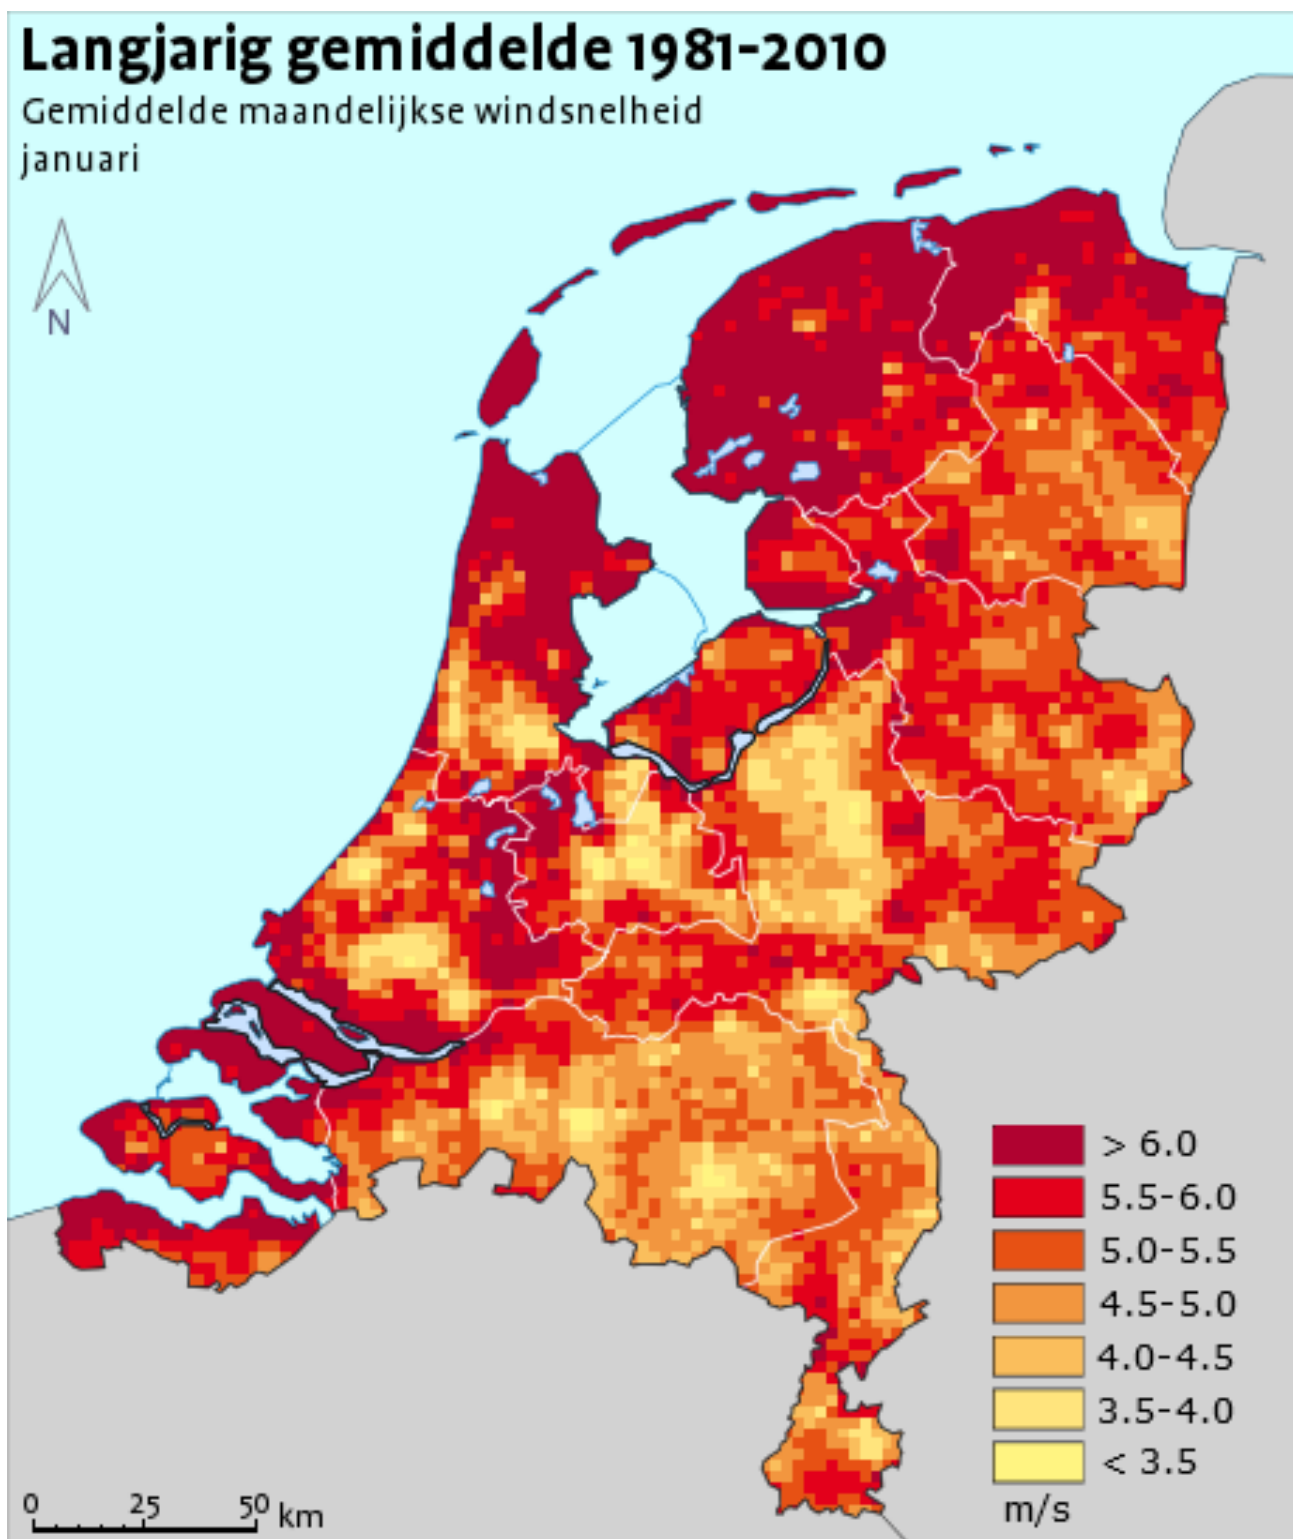 Langjarig gemiddelde 1981-2010
Gemiddelde maandelijkse windsnelheid
januari
N
> 6.0
5.5-6.0
5.0-5.5
4.5-5.0
4.0-4.5
3.5-4.0
< 3.5
m/s
0 25 50 km